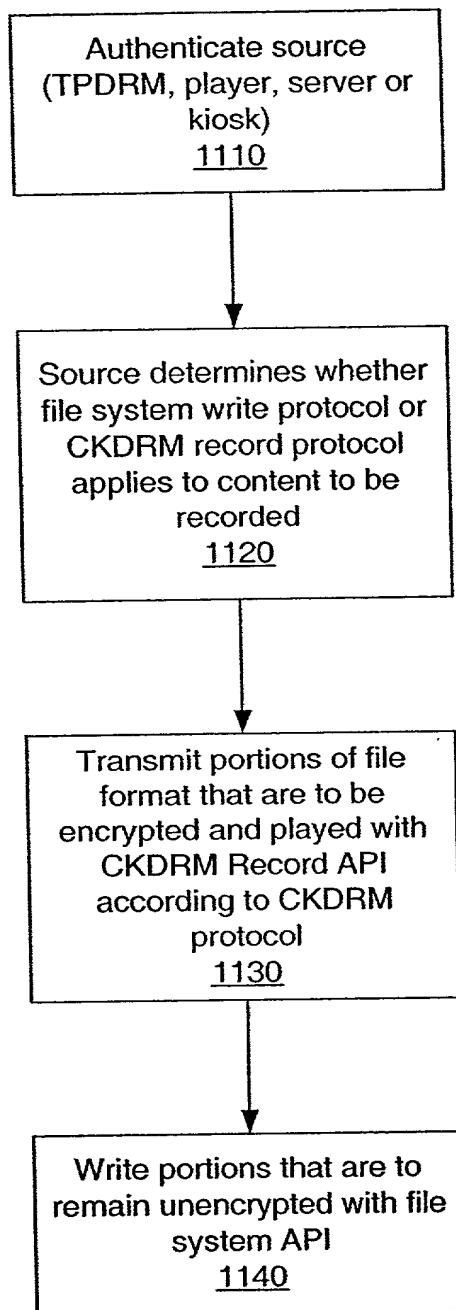 Authenticate source
(TPDRM, player, server or
kiosk)
1110
Source determines whether
file system write protocol or
CKDRM record protocol
applies to content to be
recorded
1120
Transmit portions of file
format that are to be
encrypted and played with
CKDRM Record API
according to CKDRM
protocol
1130
Write portions that are to
remain unencrypted with file
system API
1140